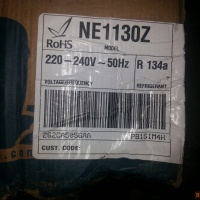 RoHS
NE1130Z
MODEL
220-240V~50Hz
R 134a
VOLTAGE/FREQUENCY
REFRIGERANT
CUST. CODE: